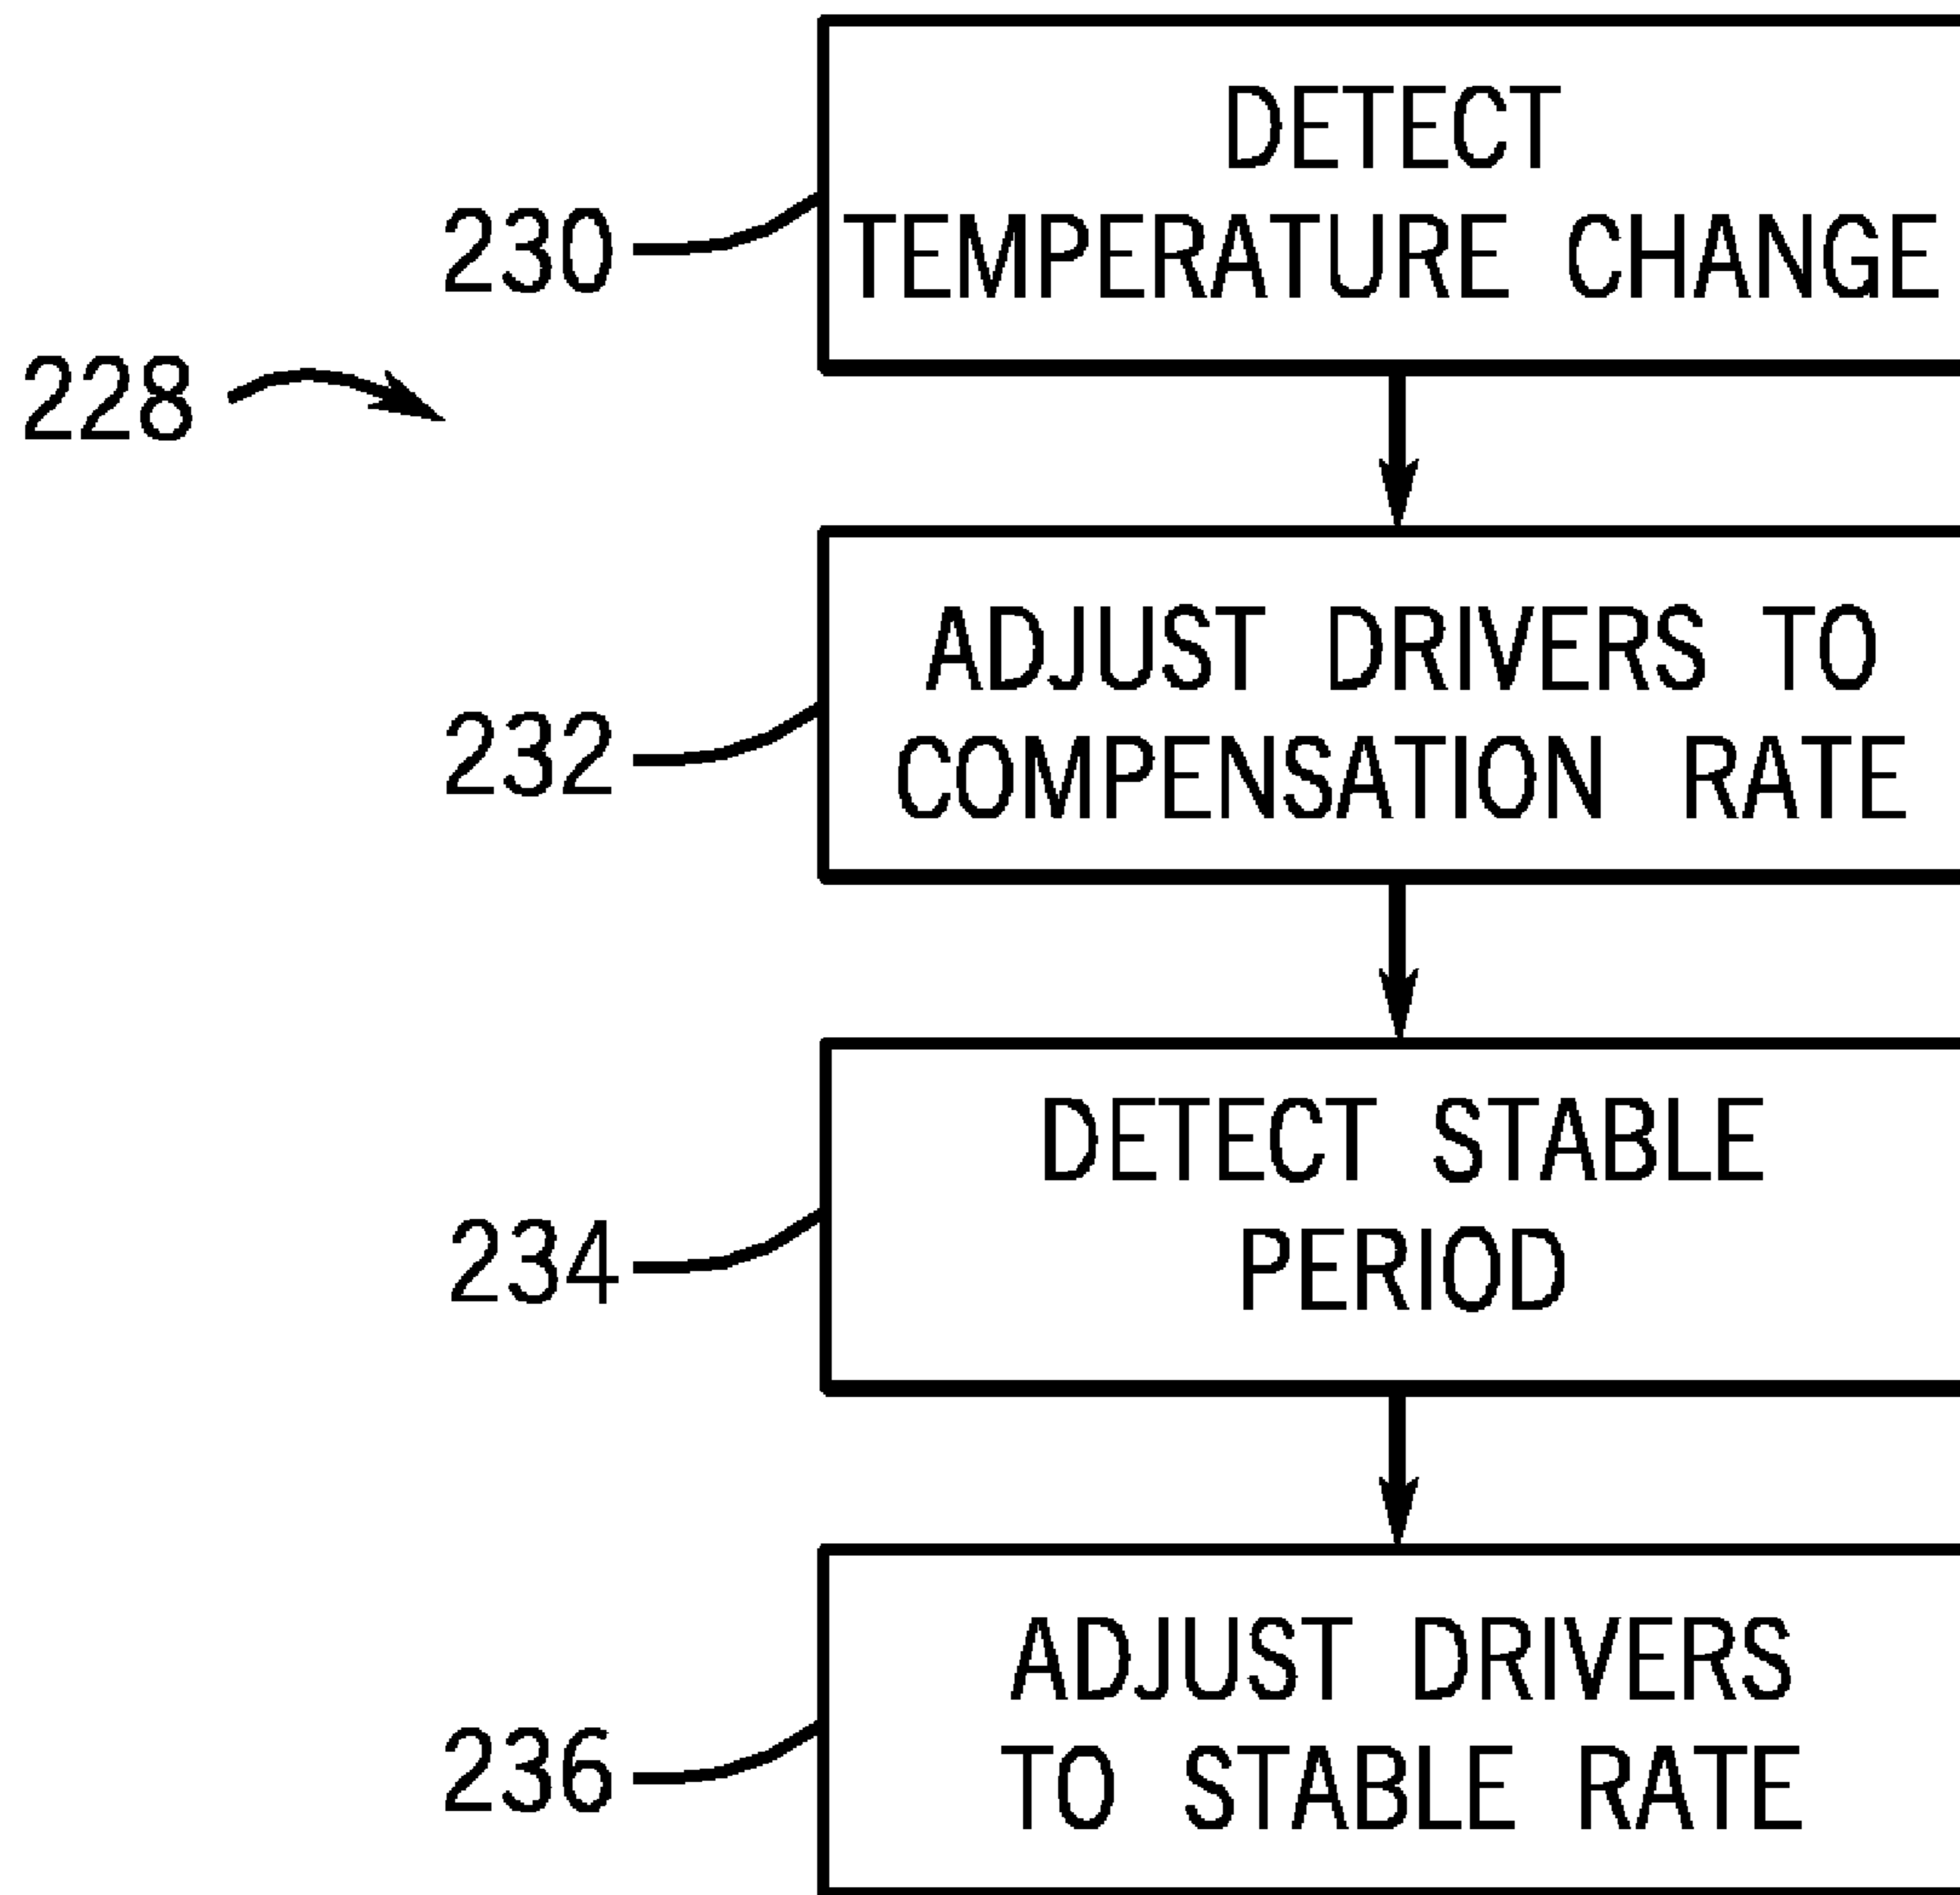 DETECT
TEMPERATURE CHANGE
230
228
ADJUST DRIVERS TO
COMPENSATION RATE
232
DETECT STABLE
PERIOD
234
ADJUST DRIVERS
TO STABLE RATE
236